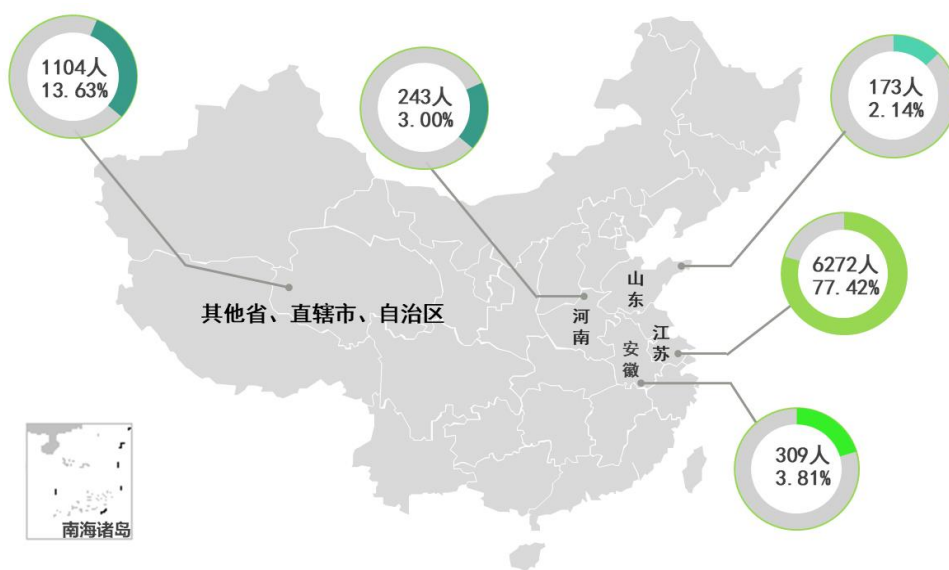 1104人
13.63%
243人
3.00%
173人
2.14%
6272人
77.42%
山东
其他省、直辖市、自治区
河南
江苏
安徽
309人
3.81%
南海诸岛